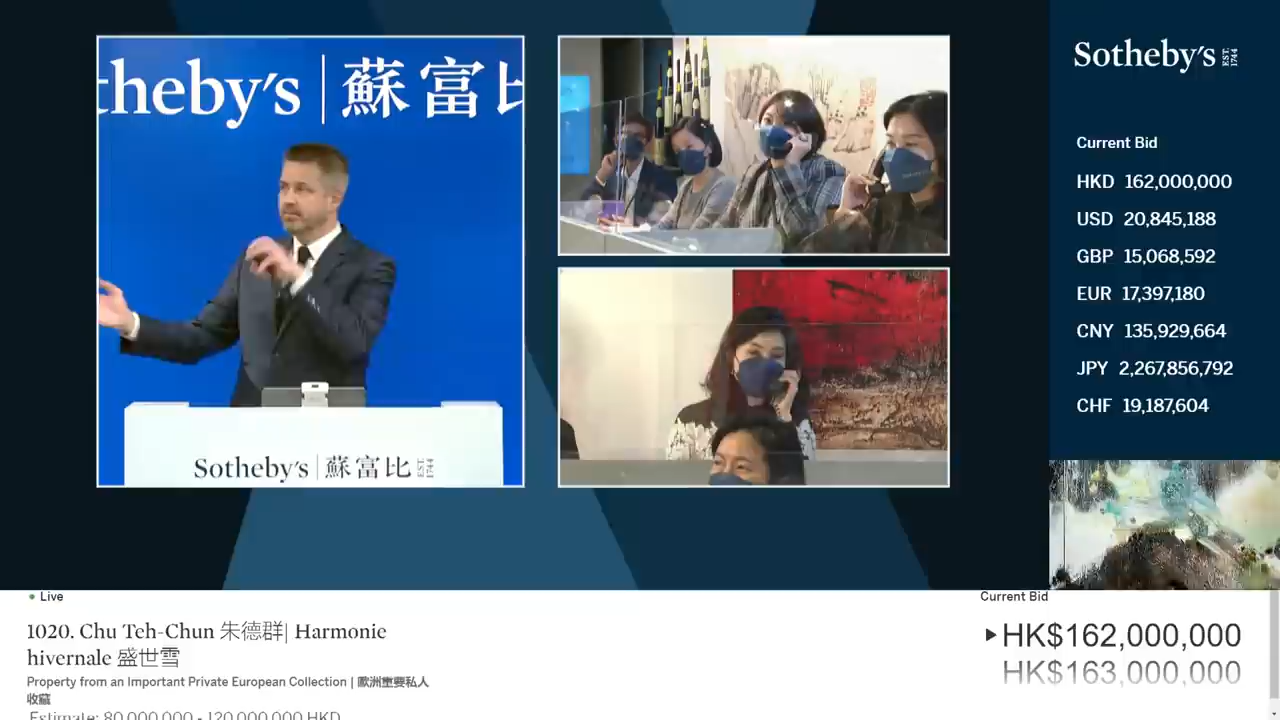 theby's | 蘇富比
Sotheby's | 蘇富比 EST. 1744
Sotheby's EST. 1744
Current Bid
HKD 162,000,000
USD 20,845,188
GBP 15,068,592
EUR 17,397,180
CNY 135,929,664
JPY 2,267,856,792
CHF 19,187,604
Live
1020. Chu Teh-Chun 朱德群| Harmonie
hivernale 盛世雪
Property from an Important Private European Collection | 歐洲重要私人
收藏
Estimate: 80,000,000 - 120,000,000 HKD
Current Bid
HK$162,000,000
HK$163,000,000